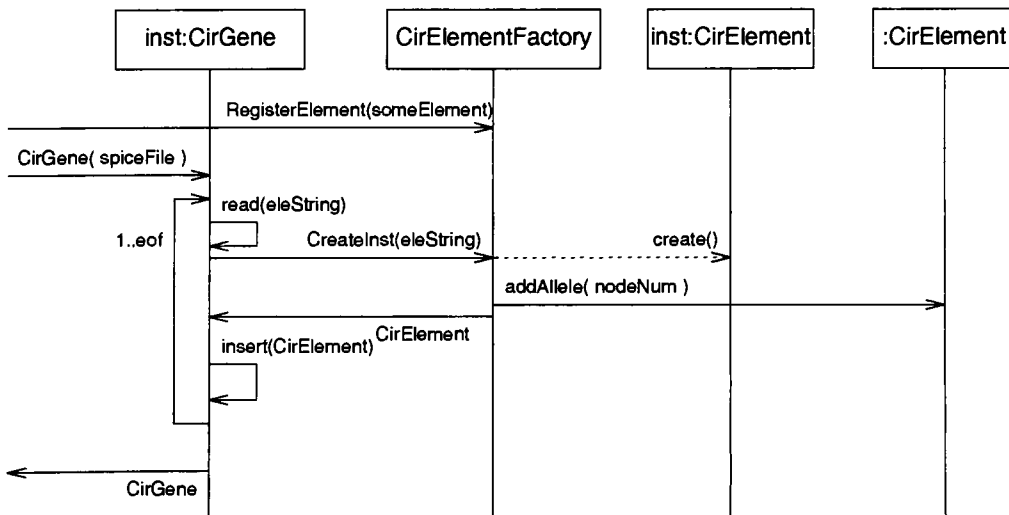 inst:CirGene
CirElementFactory
inst:CirElement
:CirElement
RegisterElement(someElement)
CirGene( spiceFile )
read(eleString)
1..eof
CreateInst(eleString)
create()
addAllele( nodeNum )
CirElement
insert(CirElement)
CirGene